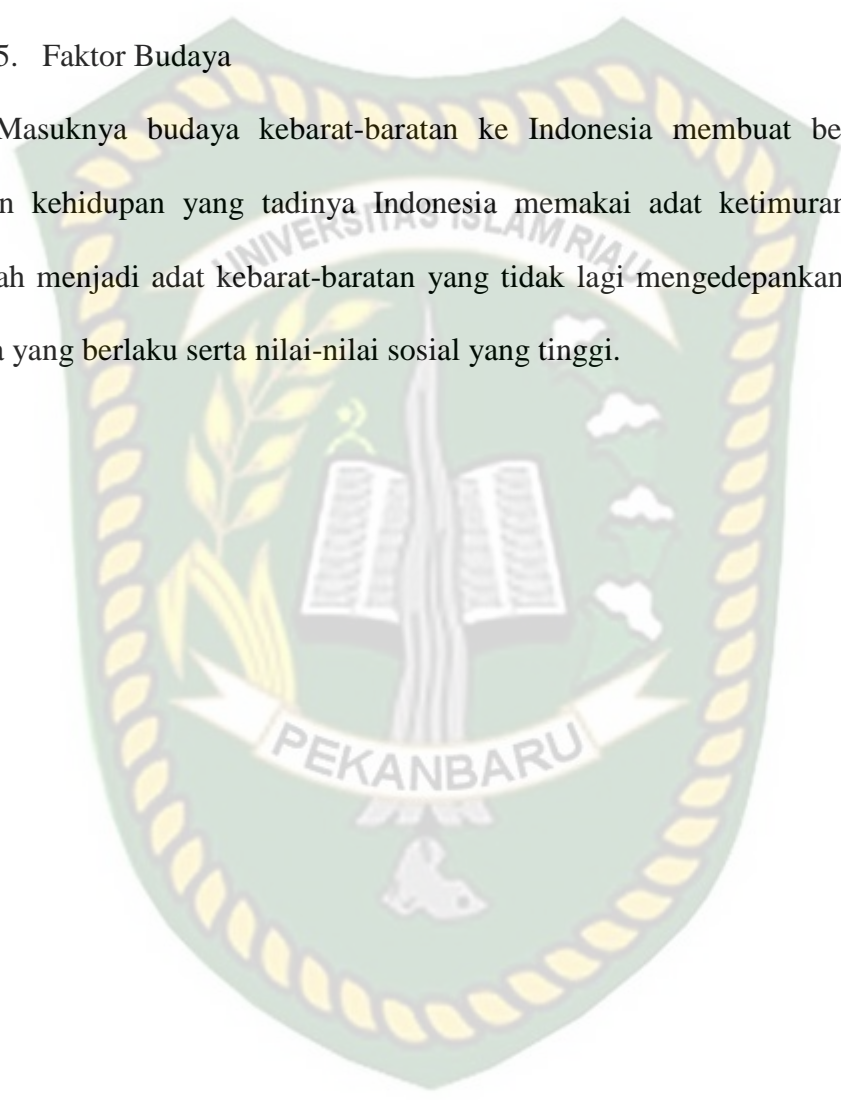 5. Faktor Budaya
Masuknya budaya kebarat-baratan ke Indonesia membuat be
n kehidupan yang tadinya Indonesia memakai adat ketimuran
ah menjadi adat kebarat-baratan yang tidak lagi mengedepankan
a yang berlaku serta nilai-nilai sosial yang tinggi.
UNIVERSITAS ISLAM RIAU
PEKANBARU